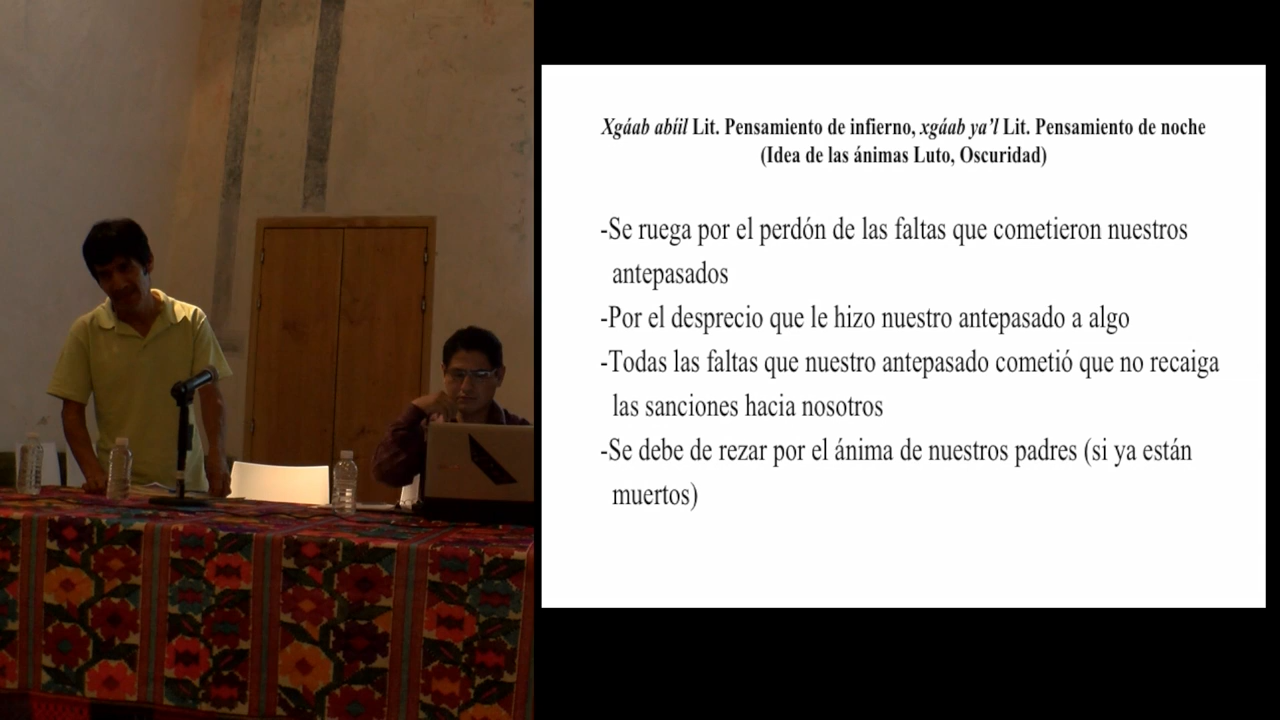 Xgáab abíil Lit. Pensamiento de infierno, xgáab ya’l Lit. Pensamiento de noche
(Idea de las ánimas Luto, Oscuridad)
-Se ruega por el perdón de las faltas que cometieron nuestros
antepasados
-Por el desprecio que le hizo nuestro antepasado a algo
-Todas las faltas que nuestro antepasado cometió que no recaiga
las sanciones hacia nosotros
-Se debe de rezar por el ánima de nuestros padres (si ya están
muertos)